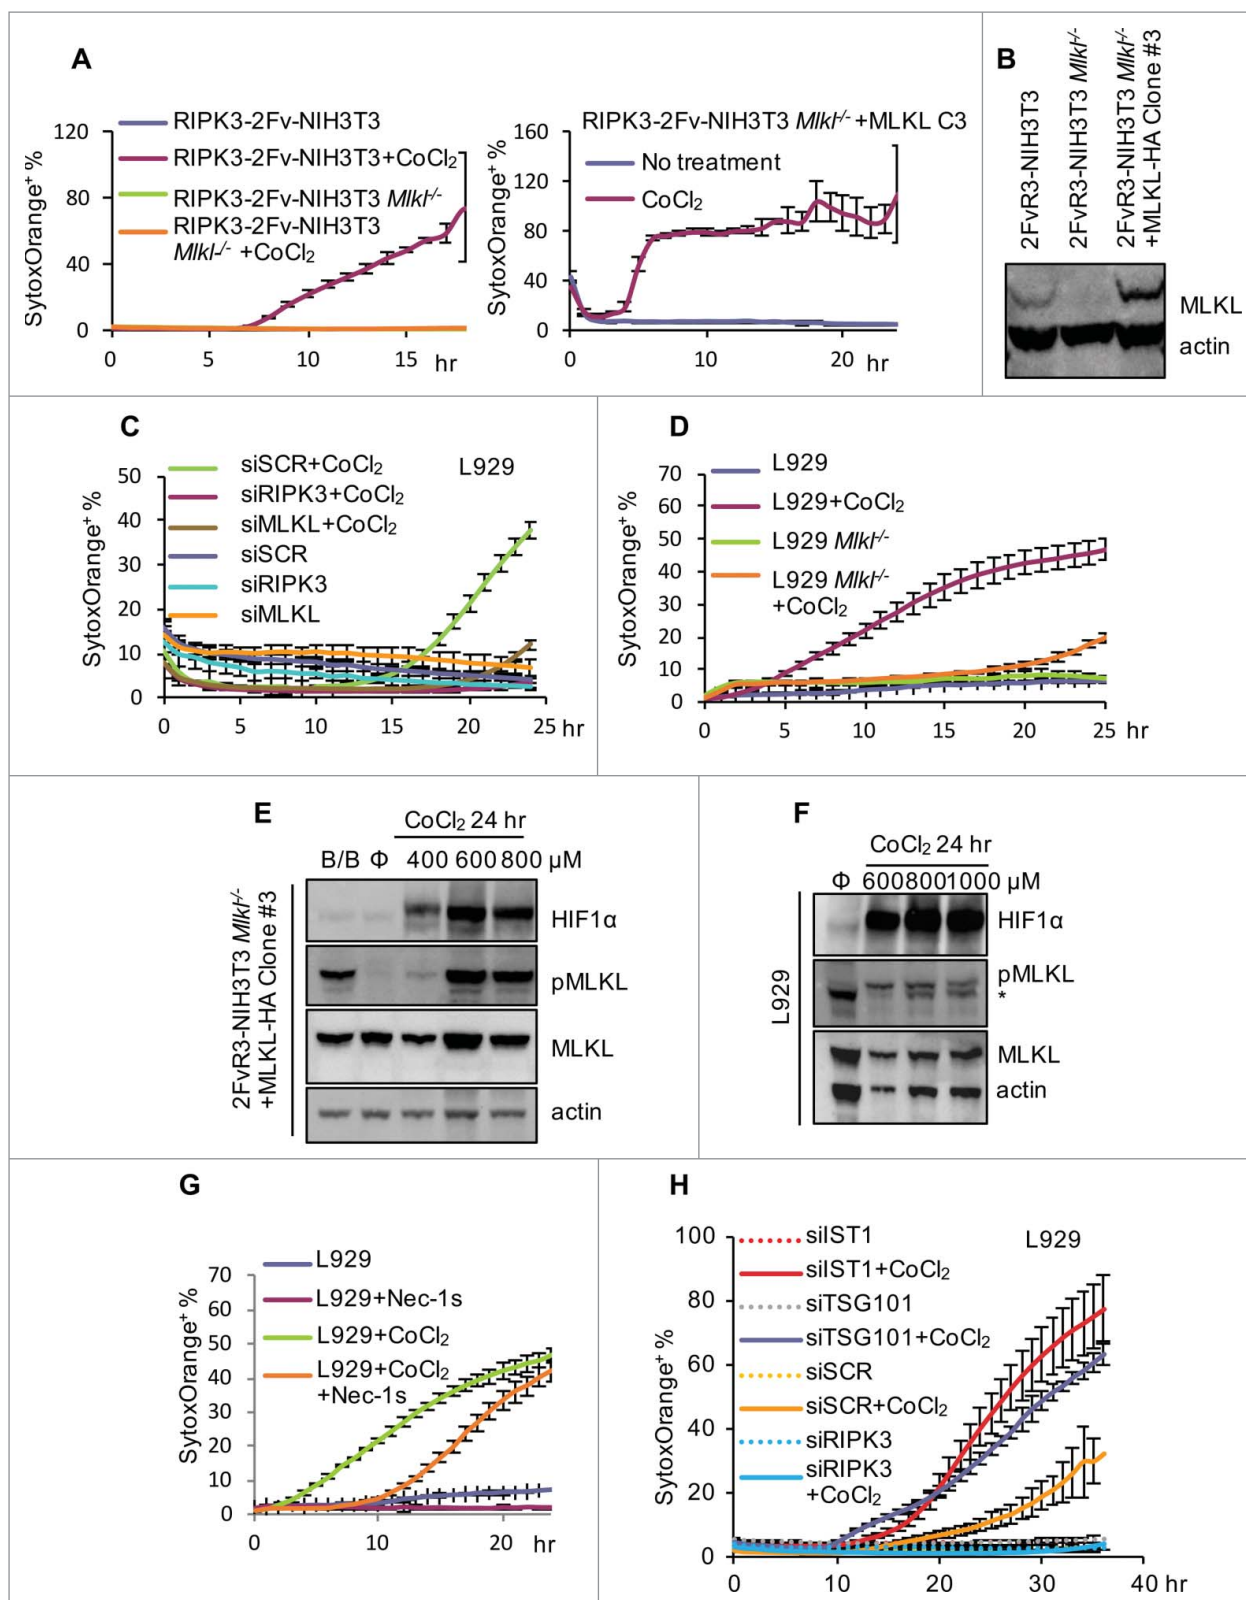 A
RIPK3-2Fv-NIH3T3
RIPK3-2Fv-NIH3T3+CoCl₂
RIPK3-2Fv-NIH3T3 Mlkl-/-
RIPK3-2Fv-NIH3T3
Mlkl-/- +CoCl₂
SytoxOrange⁺ %
120
80
40
0
0 5 10 15 hr
RIPK3-2Fv-NIH3T3 Mlkl-/- +MLKL C3
No treatment
CoCl₂
SytoxOrange⁺ %
160
120
80
40
0
0 10 20 hr
B
2FvR3-NIH3T3
2FvR3-NIH3T3 Mlkl-/-
2FvR3-NIH3T3 Mlkl-/-
+MLKL-HA Clone #3
MLKL
actin
C
siSCR+CoCl₂
siRIPK3+CoCl₂
siMLKL+CoCl₂
siSCR
siRIPK3
siMLKL
L929
SytoxOrange⁺ %
50
40
30
20
10
0
0 5 10 15 20 25 hr
D
L929
L929+CoCl₂
L929 Mlkl-/-
L929 Mlkl-/-
+CoCl₂
SytoxOrange⁺ %
70
60
50
40
30
20
10
0
0 5 10 15 20 25 hr
E
CoCl₂ 24 hr
B/B Φ 400 600 800 μM
2FvR3-NIH3T3 Mlkl-/-
+MLKL-HA Clone #3
HIF1α
pMLKL
MLKL
actin
F
CoCl₂ 24 hr
Φ 600 800 1000 μM
L929
HIF1α
pMLKL
*
MLKL
actin
G
L929
L929+Nec-1s
L929+CoCl₂
L929+CoCl₂
+Nec-1s
SytoxOrange⁺ %
70
60
50
40
30
20
10
0
0 10 20 hr
H
siIST1
siIST1+CoCl₂
siTSG101
siTSG101+CoCl₂
siSCR
siSCR+CoCl₂
siRIPK3
siRIPK3
+CoCl₂
L929
SytoxOrange⁺ %
100
80
60
40
20
0
0 10 20 30 40 hr